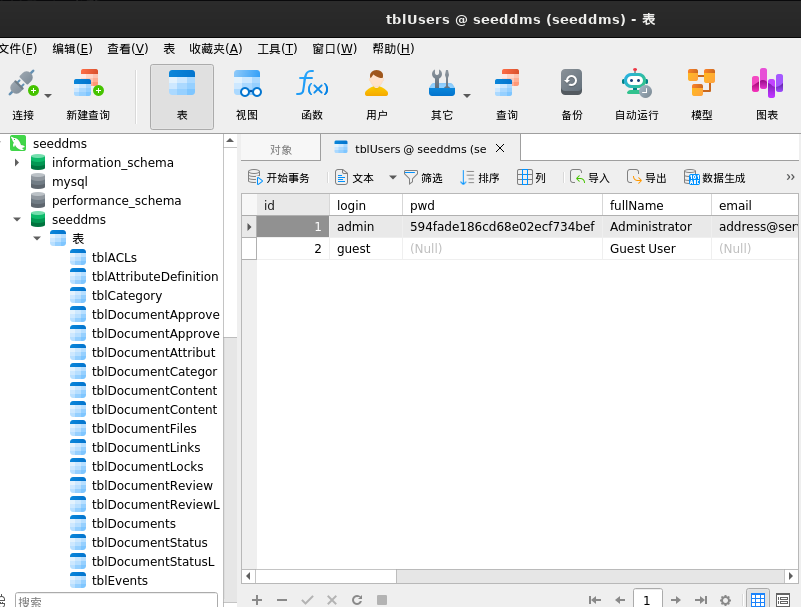 tblUsers @ seeddms (seeddms) - 表
文件(F) 编辑(E) 查看(V) 表 收藏夹(A) 工具(T) 窗口(W) 帮助(H)
连接 新建查询 表 视图 函数 用户 其它 查询 备份 自动运行 模型 图表
seeddms
information_schema
mysql
performance_schema
seeddms
表
tblACLs
tblAttributeDefinition
tblCategory
tblDocumentApprove
tblDocumentApprove
tblDocumentAttribut
tblDocumentCategor
tblDocumentContent
tblDocumentContent
tblDocumentFiles
tblDocumentLinks
tblDocumentLocks
tblDocumentReview
tblDocumentReviewL
tblDocuments
tblDocumentStatus
tblDocumentStatusL
tblEvents
搜索
对象 tblUsers @ seeddms (se
开始事务 文本 筛选 排序 列 导入 导出 数据生成
id login pwd fullName email
1 admin 594fade186cd68e02ecf734bef Administrator address@ser
2 guest (Null) Guest User (Null)
1